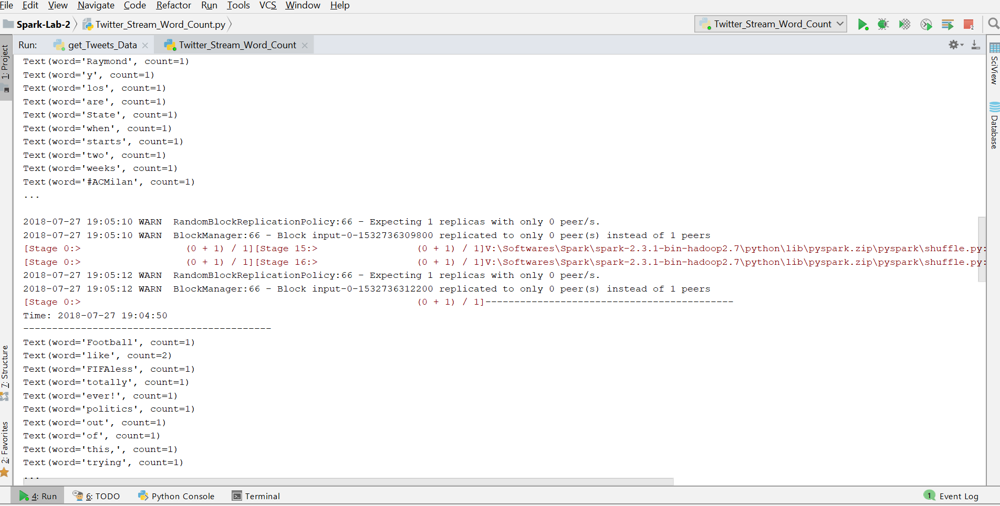 File Edit View Navigate Code Refactor Run Tools VCS Window Help
Spark-Lab-2 Twitter_Stream_Word_Count.py Twitter_Stream_Word_Count 2
Run: get_Tweets_Data Twitter_Stream_Word_Count
1: Project
7: Structure
2: Favorites
Text(word='Raymond', count=1)
Text(word='y', count=1)
Text(word='los', count=1)
Text(word='are', count=1)
Text(word='State', count=1)
Text(word='when', count=1)
Text(word='starts', count=1)
Text(word='two', count=1)
Text(word='weeks', count=1)
Text(word='#ACMilan', count=1)
...
2018-07-27 19:05:10 WARN  RandomBlockReplicationPolicy:66 - Expecting 1 replicas with only 0 peer/s.
2018-07-27 19:05:10 WARN  BlockManager:66 - Block input-0-1532736309800 replicated to only 0 peer(s) instead of 1 peers
[Stage 0:>                  (0 + 1) / 1][Stage 15:>                 (0 + 1) / 1]V:\Softwares\Spark\spark-2.3.1-bin-hadoop2.7\python\lib\pyspark.zip\pyspark\shuffle.py:
[Stage 0:>                  (0 + 1) / 1][Stage 16:>                 (0 + 1) / 1]V:\Softwares\Spark\spark-2.3.1-bin-hadoop2.7\python\lib\pyspark.zip\pyspark\shuffle.py:
2018-07-27 19:05:12 WARN  RandomBlockReplicationPolicy:66 - Expecting 1 replicas with only 0 peer/s.
2018-07-27 19:05:12 WARN  BlockManager:66 - Block input-0-1532736312200 replicated to only 0 peer(s) instead of 1 peers
[Stage 0:>                                                          (0 + 1) / 1]-------------------------------------------
Time: 2018-07-27 19:04:50
-------------------------------------------
Text(word='Football', count=1)
Text(word='like', count=2)
Text(word='FIFAless', count=1)
Text(word='totally', count=1)
Text(word='ever!', count=1)
Text(word='politics', count=1)
Text(word='out', count=1)
Text(word='of', count=1)
Text(word='this,', count=1)
Text(word='trying', count=1)
...
SciView
Database
4: Run 6: TODO Python Console Terminal 1 Event Log